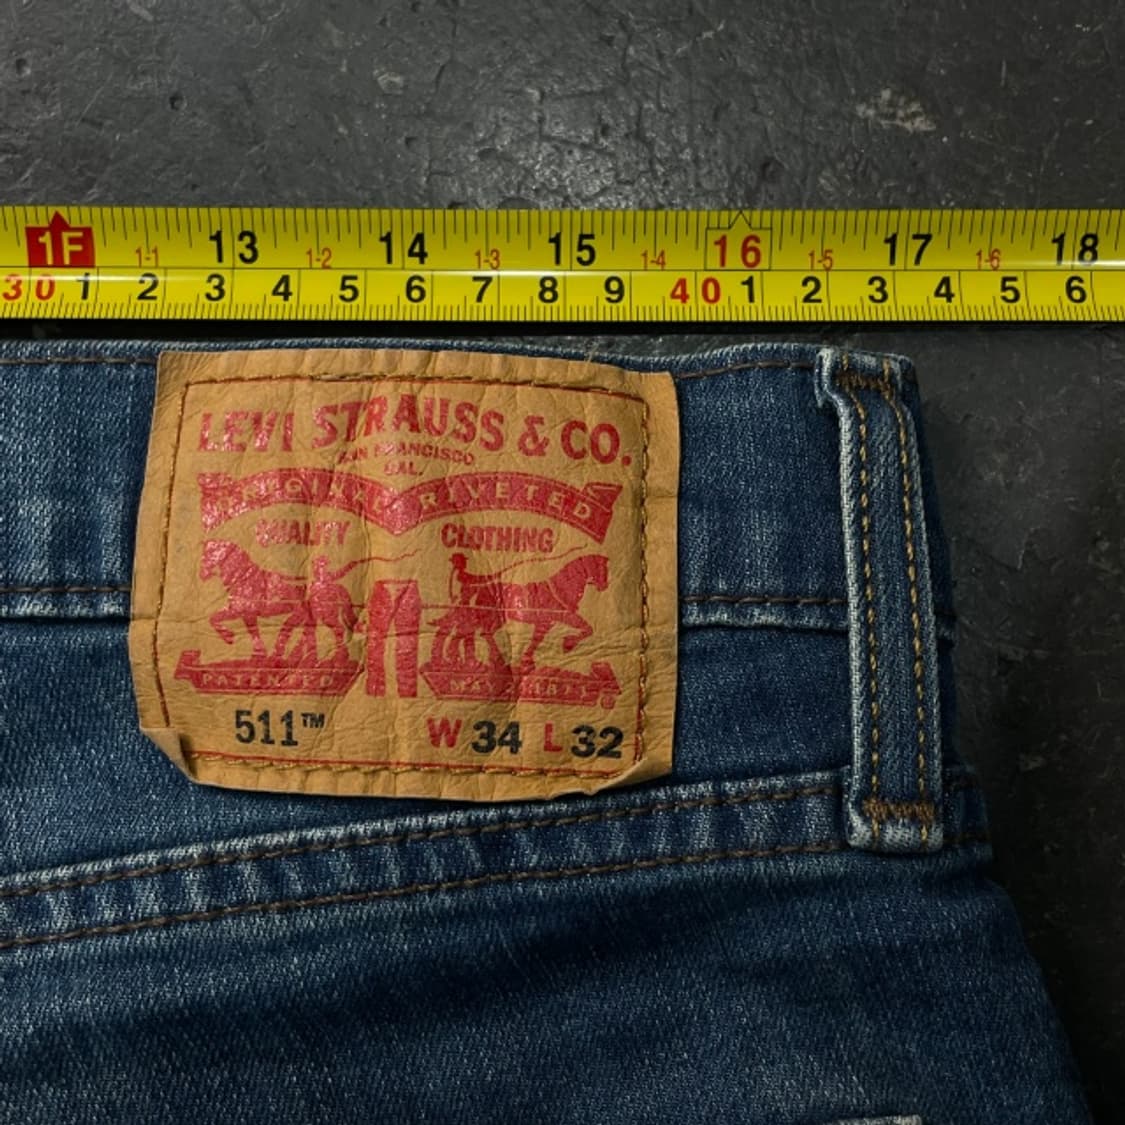 1F 1-1 13 1-2 14 1-3 15 1-4 16 1-5 17 1-6 18
30 1 2 3 4 5 6 7 8 9 40 1 2 3 4 5 6
LEVI STRAUSS & CO.
SAN FRANCISCO
CAL.
ORIGINAL RIVETED
QUALITY CLOTHING
PATENTED MAY
511™ W 34 L 32